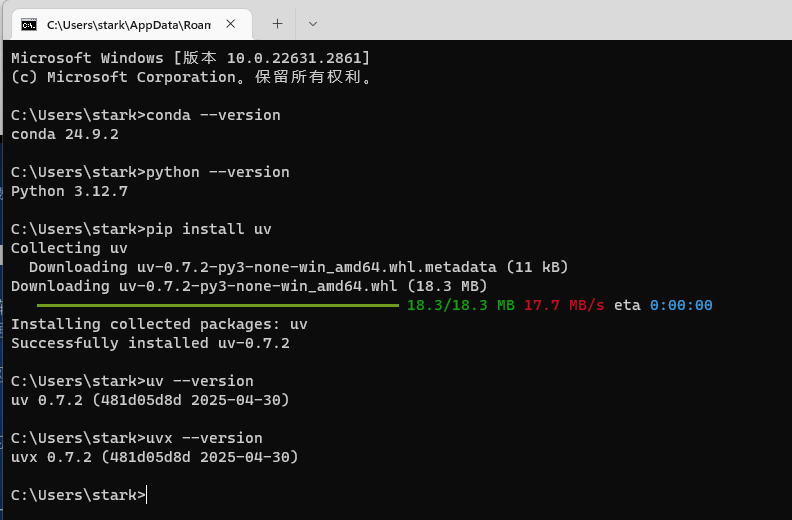 C:\Users\stark\AppData\Roam
Microsoft Windows [版本 10.0.22631.2861]
(c) Microsoft Corporation。保留所有权利。
C:\Users\stark>conda --version
conda 24.9.2
C:\Users\stark>python --version
Python 3.12.7
C:\Users\stark>pip install uv
Collecting uv
  Downloading uv-0.7.2-py3-none-win_amd64.whl.metadata (11 kB)
Downloading uv-0.7.2-py3-none-win_amd64.whl (18.3 MB)
18.3/18.3 MB 17.7 MB/s eta 0:00:00
Installing collected packages: uv
Successfully installed uv-0.7.2
C:\Users\stark>uv --version
uv 0.7.2 (481d05d8d 2025-04-30)
C:\Users\stark>uvx --version
uvx 0.7.2 (481d05d8d 2025-04-30)
C:\Users\stark>